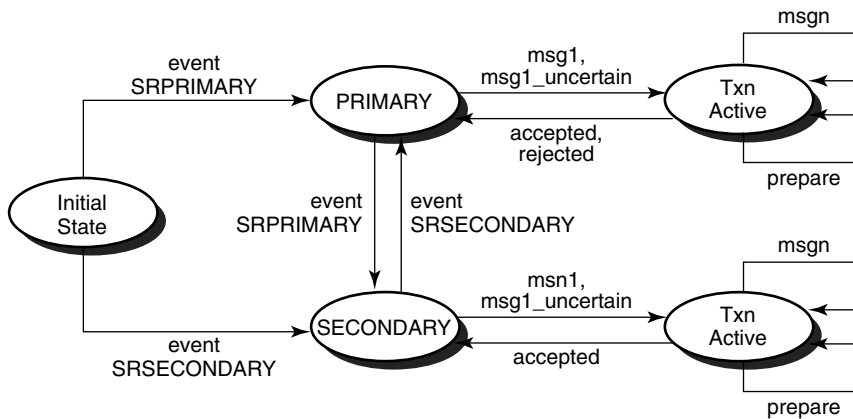 msgn
event
SRPRIMARY
msg1,
msg1_uncertain
PRIMARY
Txn
Active
accepted,
rejected
prepare
Initial
State
event
SRPRIMARY
event
SRSECONDARY
msgn
msn1,
msg1_uncertain
SECONDARY
Txn
Active
event
SRSECONDARY
accepted
prepare